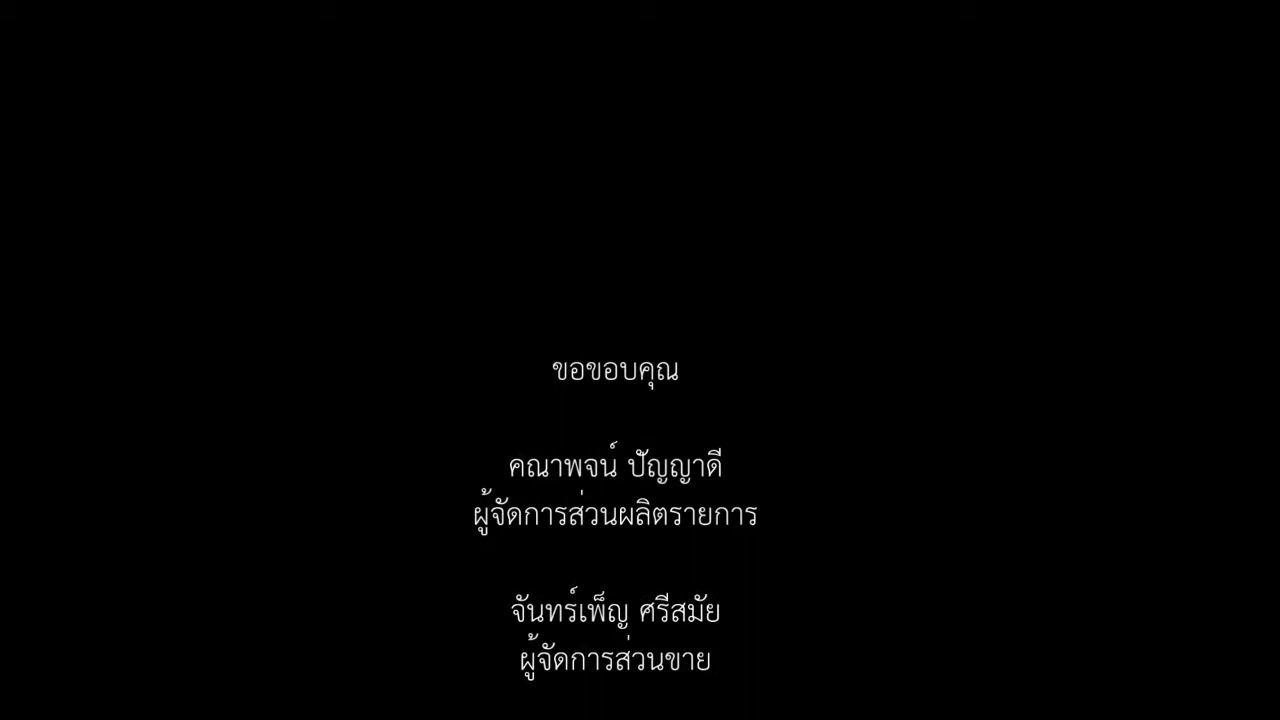 ขอขอบคุณ
คณาพจน์ ปัญญาดี
ผู้จัดการส่วนผลิตรายการ
จันทร์เพ็ญ ศรีสมัย
ผู้จัดการส่วนขาย